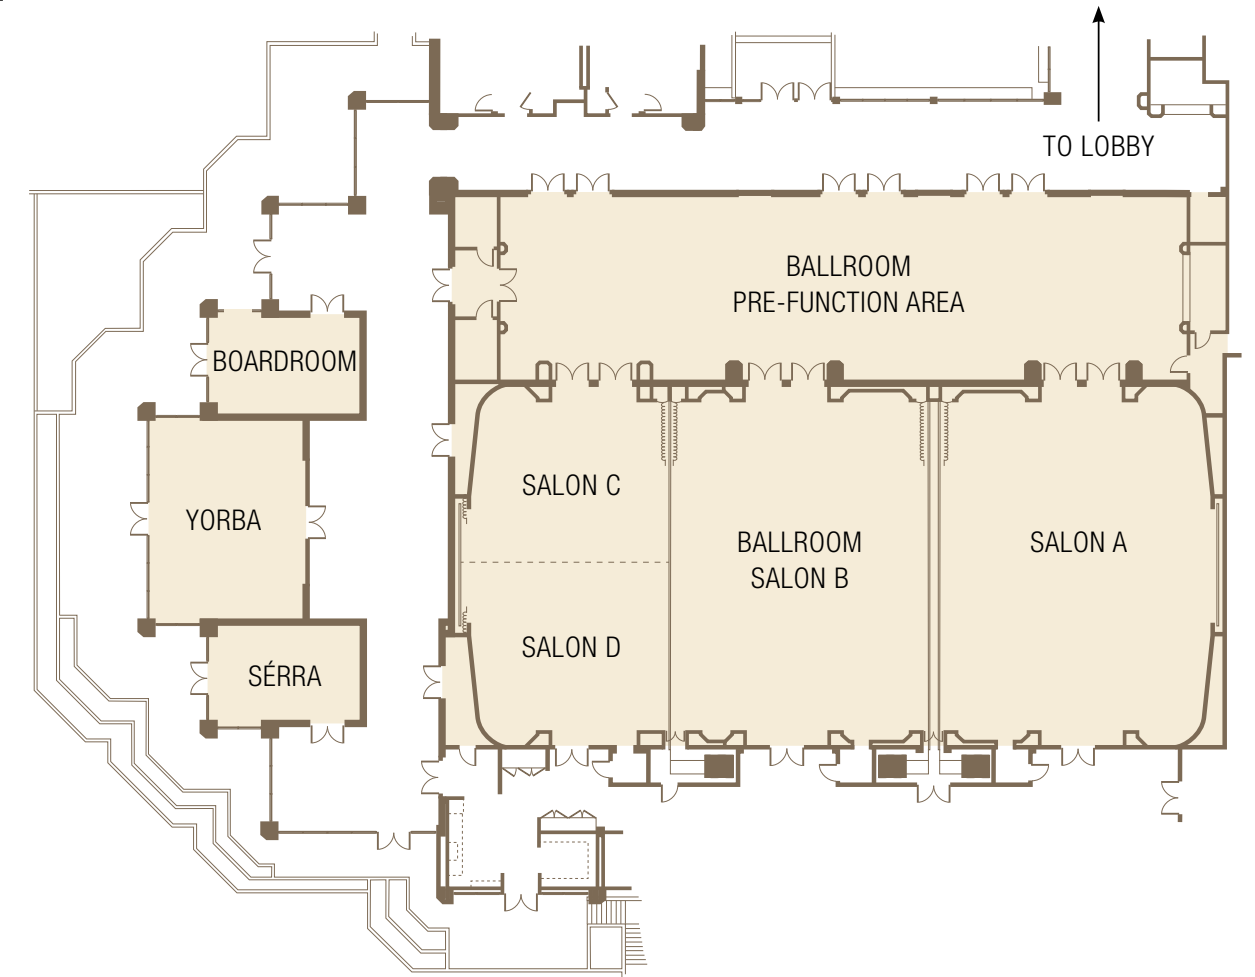 TO LOBBY
BALLROOM
PRE-FUNCTION AREA
BOARDROOM
SALON C
YORBA
BALLROOM
SALON B
SALON A
SALON D
SÉRRA